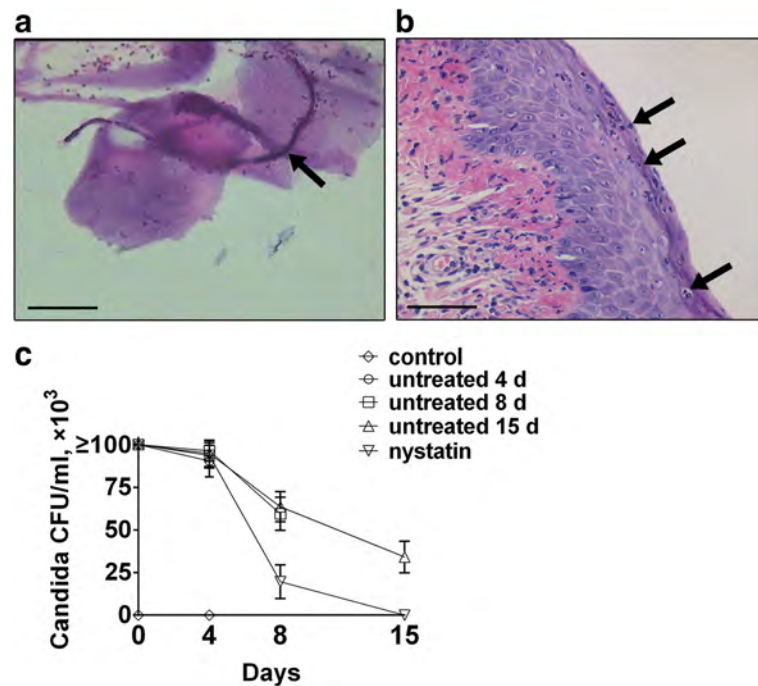 a
b
c
control
untreated 4 d
untreated 8 d
untreated 15 d
nystatin
Candida CFU/ml, ×10³
≥100
75
50
25
0
0 4 8 15
Days